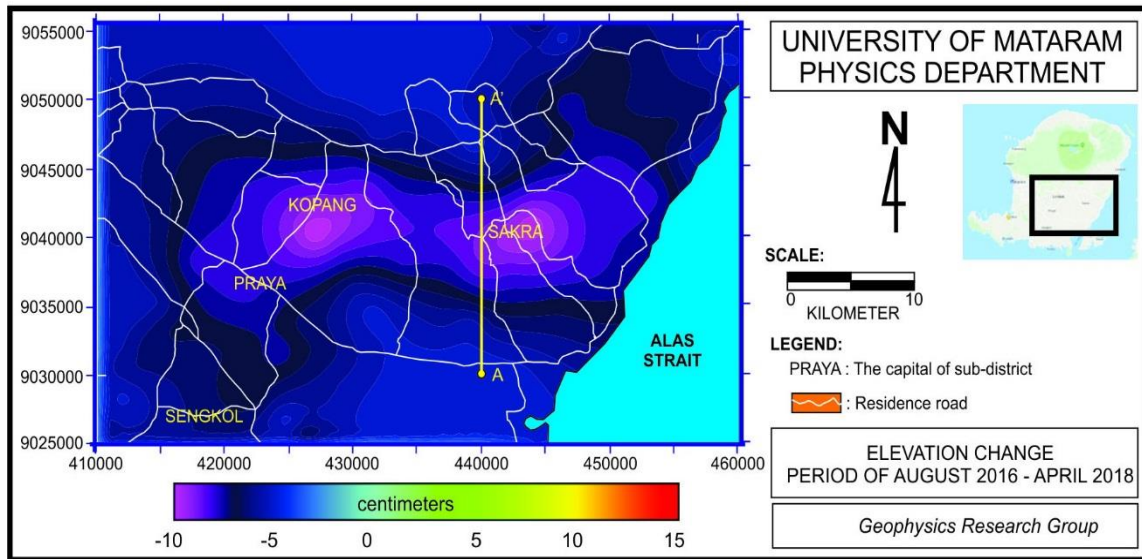 9055000
9050000
9045000
9040000
9035000
9030000
9025000
410000
420000
430000
440000
450000
460000
A'
KOPANG
SAKRA
PRAYA
SENGKOL
A
ALAS
STRAIT
centimeters
-10
-5
0
5
10
15
UNIVERSITY OF MATARAM
PHYSICS DEPARTMENT
N
SCALE:
0
10
KILOMETER
LEGEND:
PRAYA : The capital of sub-district
: Residence road
ELEVATION CHANGE
PERIOD OF AUGUST 2016 - APRIL 2018
Geophysics Research Group